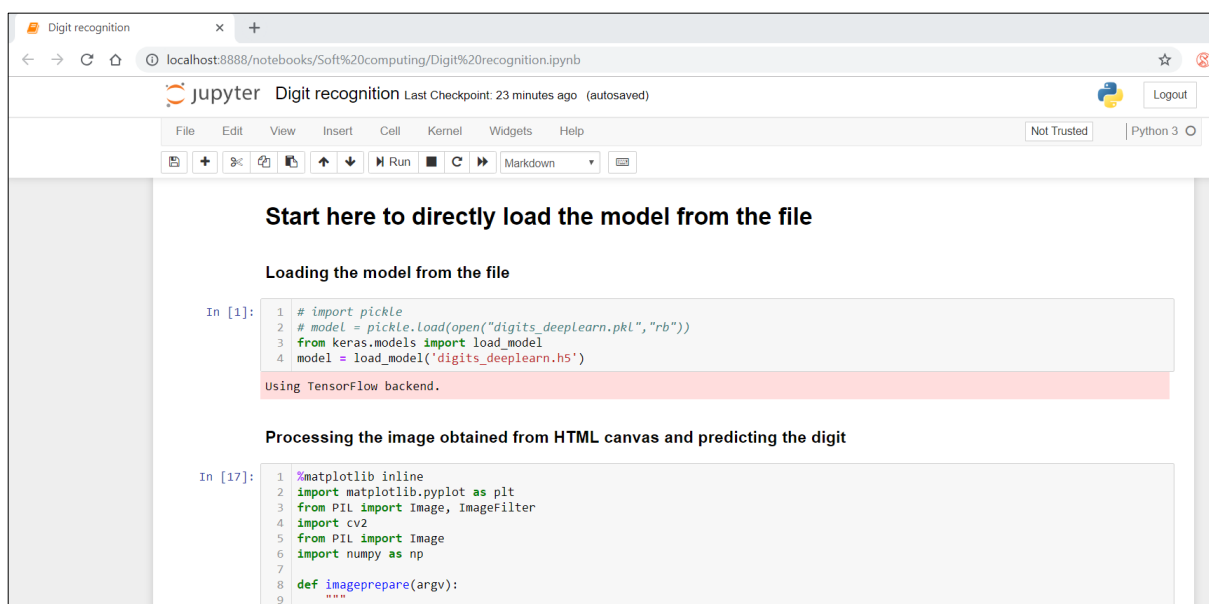 Digit recognition
localhost:8888/notebooks/Soft%20computing/Digit%20recognition.ipynb
jupyter Digit recognition Last Checkpoint: 23 minutes ago (autosaved)
Logout
File Edit View Insert Cell Kernel Widgets Help
Not Trusted Python 3
Run Markdown
Start here to directly load the model from the file
Loading the model from the file
In [1]:
1 # import pickle
2 # model = pickle.load(open("digits_deeplearn.pkl","rb"))
3 from keras.models import load_model
4 model = load_model('digits_deeplearn.h5')
Using TensorFlow backend.
Processing the image obtained from HTML canvas and predicting the digit
In [17]:
1 %matplotlib inline
2 import matplotlib.pyplot as plt
3 from PIL import Image, ImageFilter
4 import cv2
5 from PIL import Image
6 import numpy as np
7
8 def imageprepare(argv):
9 """